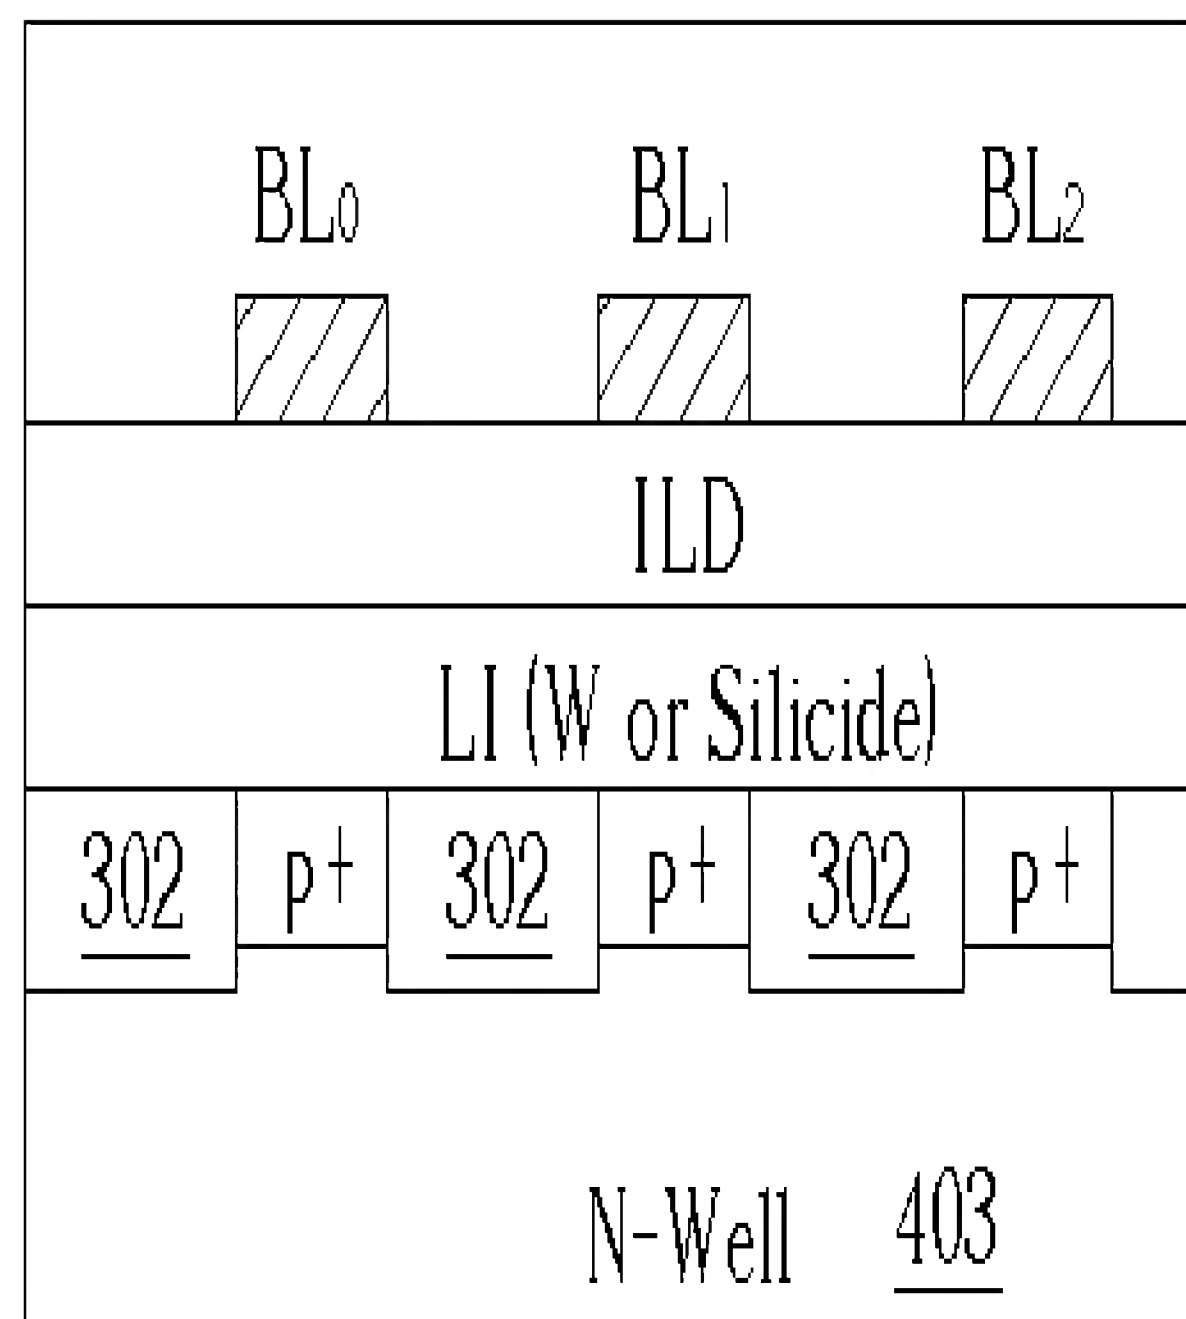 BL0 BL1 BL2
ILD
LI (W or Silicide)
302 p+ 302 p+ 302 p+
N-Well 403